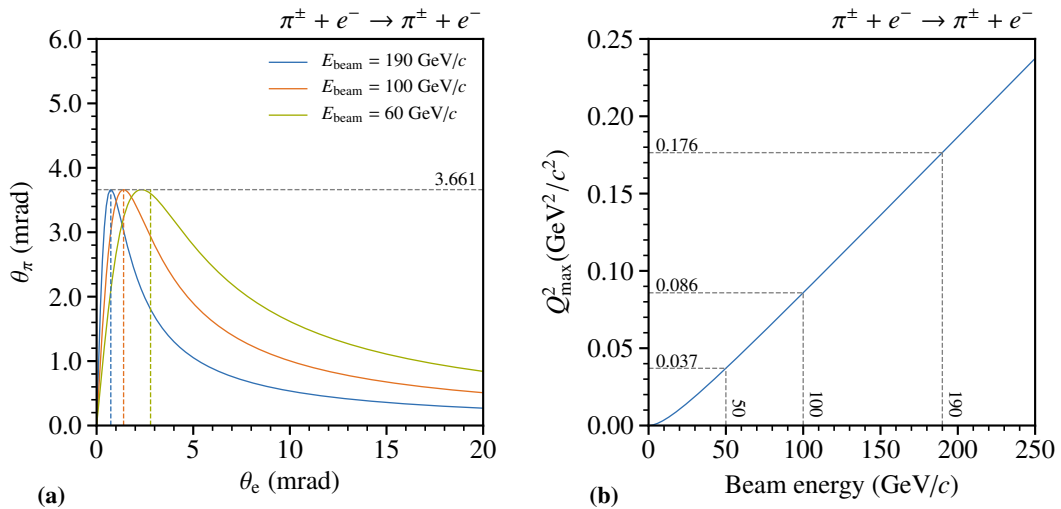 π± + e⁻ → π± + e⁻
6.0
5.0
4.0
3.0
2.0
1.0
0.0
θπ (mrad)
E_beam = 190 GeV/c
E_beam = 100 GeV/c
E_beam = 60 GeV/c
3.661
0 5 10 15 20
θe (mrad)
(a)
π± + e⁻ → π± + e⁻
0.25
0.20
0.15
0.10
0.05
0.00
Q²max(GeV²/c²)
0.176
0.086
0.037
50
100
190
0 50 100 150 200 250
Beam energy (GeV/c)
(b)